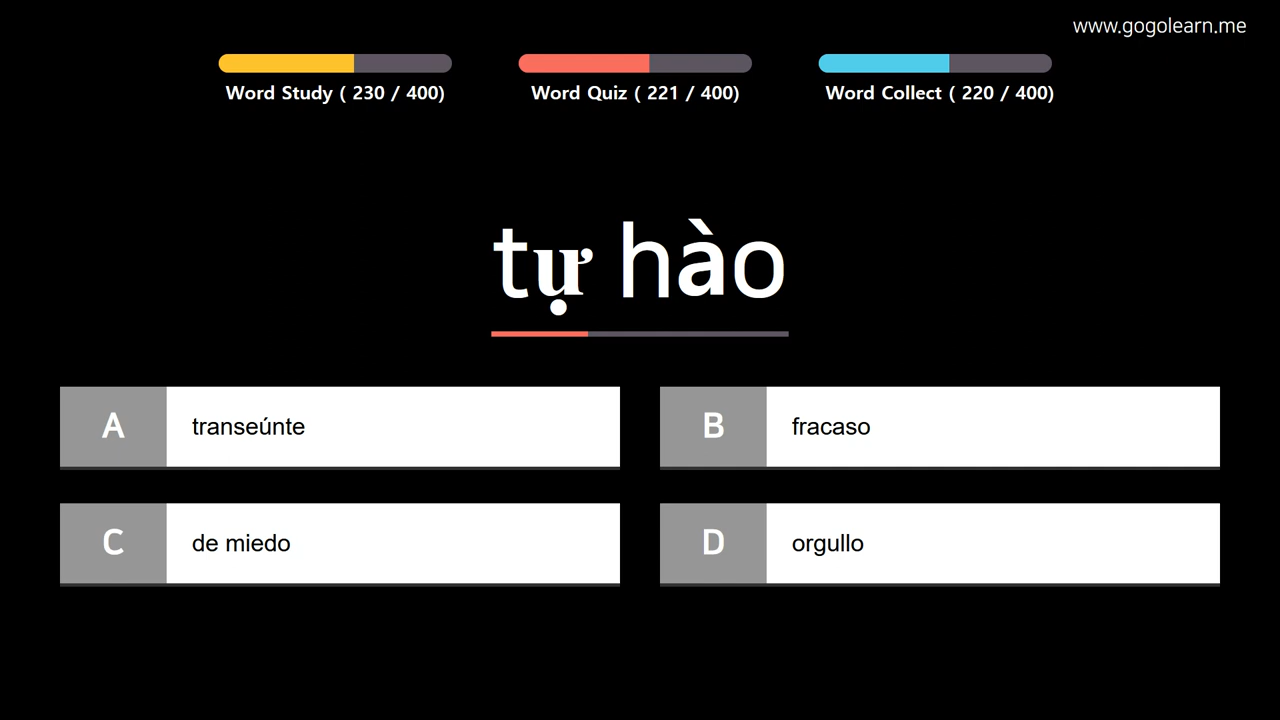 www.gogolearn.me
Word Study ( 230 / 400)
Word Quiz ( 221 / 400)
Word Collect ( 220 / 400)
tự hào
A transeúnte
B fracaso
C de miedo
D orgullo